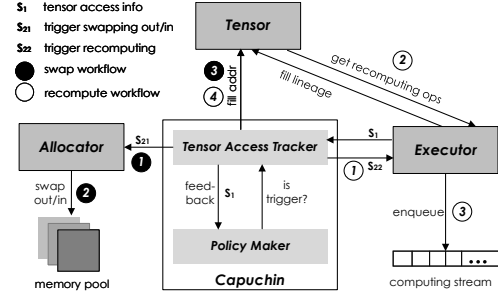 S1 tensor access info
S21 trigger swapping out/in
S22 trigger recomputing
swap workflow
recompute workflow
Tensor
2
get recomputing ops
fill lineage
3
4
fill addr
Allocator
S21
1
Tensor Access Tracker
S1
1
S22
Executor
swap
out/in
2
feed-
back
S1
is
trigger?
enqueue
3
Policy Maker
...
memory pool
Capuchin
computing stream